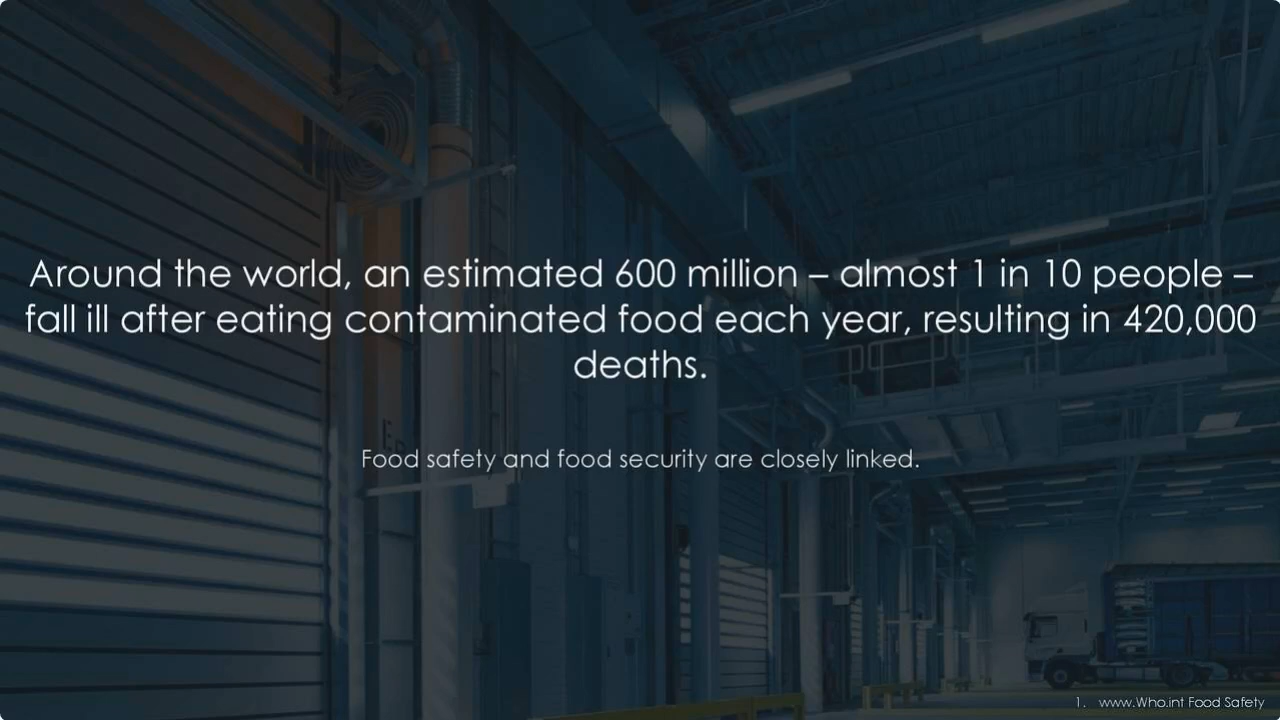 Around the world, an estimated 600 million – almost 1 in 10 people –
fall ill after eating contaminated food each year, resulting in 420,000
deaths.
Food safety and food security are closely linked.
1. www.Who.int Food Safety